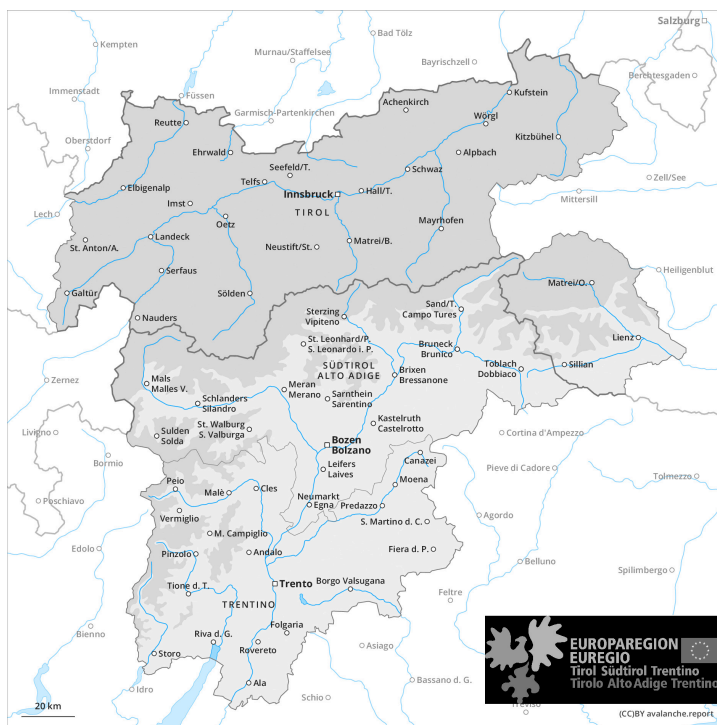 Salzburg
Kempten
Bad Tölz
Murnau/Staffelsee
Bayrischzell
Berchtesgaden
Immenstadt
Füssen
Garmisch-Partenkirchen
Achenkirch
Kufstein
Reutte
Wörgl
Oberstdorf
Kitzbühel
Ehrwald
Alpbach
Seefeld/T.
Schwaz
Zell/See
Telfs
Elbigenalp
Innsbruck
Hall/T.
Mittersill
Imst
TIROL
Lech
Oetz
Mayrhofen
Landeck
St. Anton/A.
Neustift/St.
Matrei/B.
Serfaus
Heiligenblut
Galtür
Sölden
Matrei/O.
Nauders
Sterzing
Vipiteno
Sand/T.
Campo Tures
St. Leonhard/P.
S. Leonardo i. P.
Bruneck
Brunico
Lienz
SÜDTIROL
ALTO ADIGE
Toblach
Dobbiaco
Sillian
Brixen
Bressanone
Zernez
Mals
Malles V.
Meran
Merano
Schlanders
Silandro
Sarnthein
Sarentino
Kastelruth
Castelrotto
St. Walburg
S. Valburga
Livigno
Sulden
Solda
Cortina d'Ampezzo
Bozen
Bolzano
Bormio
Canazei
Pieve di Cadore
Leifers
Laives
Tolmezzo
Peio
Malè
Cles
Moena
Poschiavo
Neumarkt
Egna
Predazzo
Vermiglio
Agordo
S. Martino d. C.
M. Campiglio
Edolo
Pinzolo
Andalo
Fiera d. P.
Belluno
Spilimbergo
Tione d. T.
Trento
Borgo Valsugana
Feltre
TRENTINO
Bienno
Folgaria
Riva d. G.
Rovereto
Asiago
Storo
Bassano d. G.
Ala
Idro
Schio
Treviso
EUROPAREGION
EUREGIO
Tirol Südtirol Trentino
Tirolo Alto Adige Trentino
20 km
(CC)BY avalanche.report